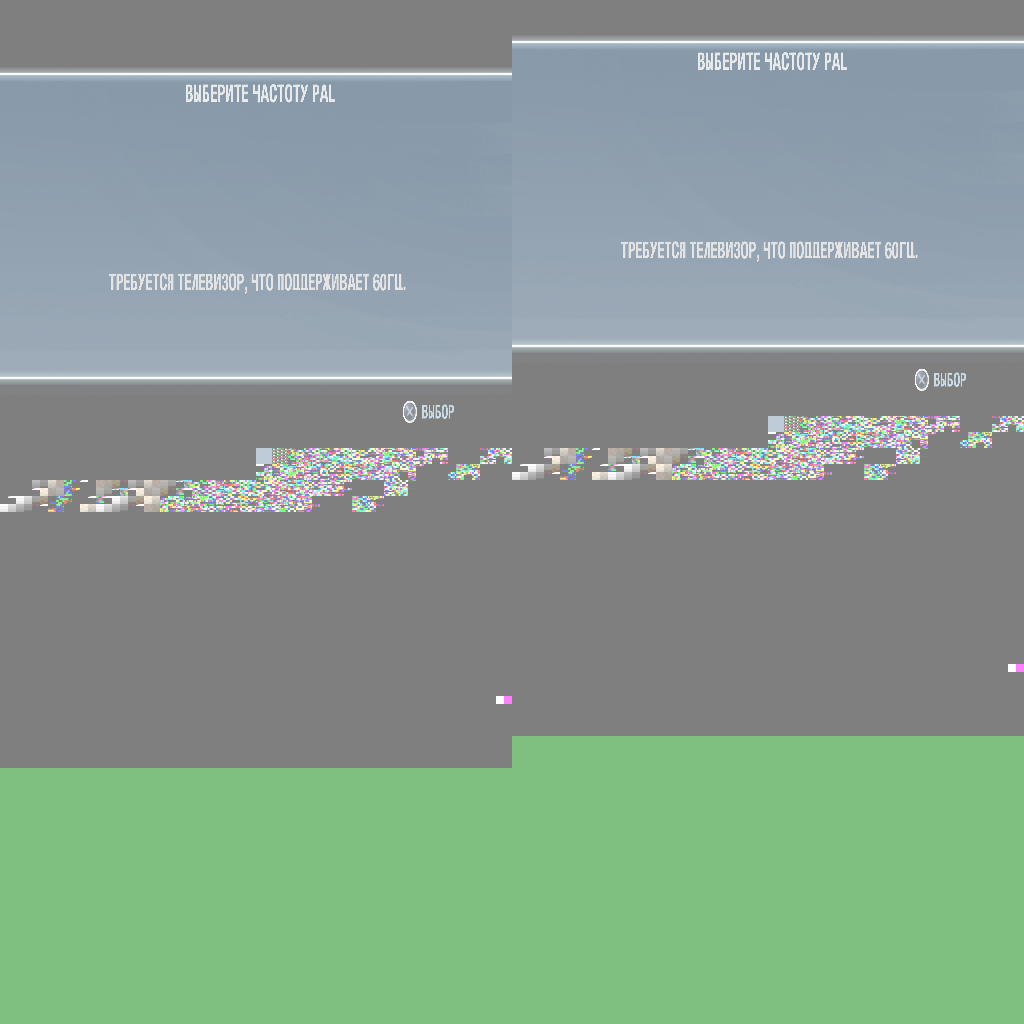 ВЫБЕРИТЕ ЧАСТОТУ PAL
ТРЕБУЕТСЯ ТЕЛЕВИЗОР, ЧТО ПОДДЕРЖИВАЕТ 60ГЦ.
ВЫБОР
ВЫБЕРИТЕ ЧАСТОТУ PAL
ТРЕБУЕТСЯ ТЕЛЕВИЗОР, ЧТО ПОДДЕРЖИВАЕТ 60ГЦ.
ВЫБОР